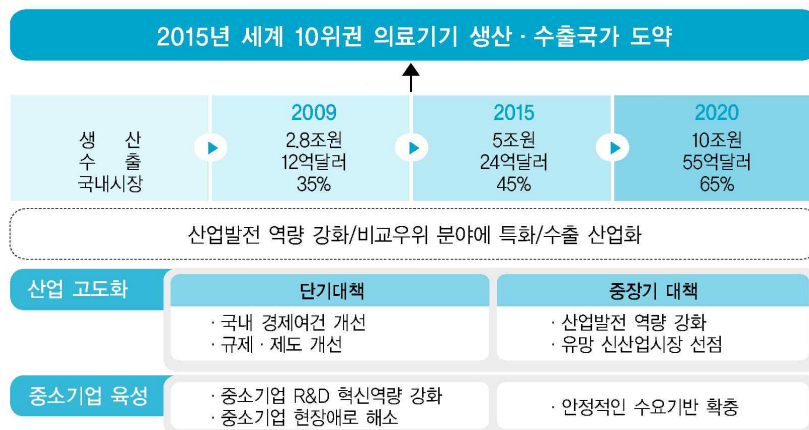 2015년 세계 10위권 의료기기 생산 · 수출국가 도약
2009 2015 2020
생 산 2.8조원 5조원 10조원
수 출 12억달러 24억달러 55억달러
국내시장 35% 45% 65%
산업발전 역량 강화/비교우위 분야에 특화/수출 산업화
산업 고도화
단기대책 중장기 대책
· 국내 경제여건 개선 · 산업발전 역량 강화
· 규제 · 제도 개선 · 유망 신산업시장 선점
중소기업 육성
· 중소기업 R&D 혁신역량 강화
· 중소기업 현장애로 해소
· 안정적인 수요기반 확충